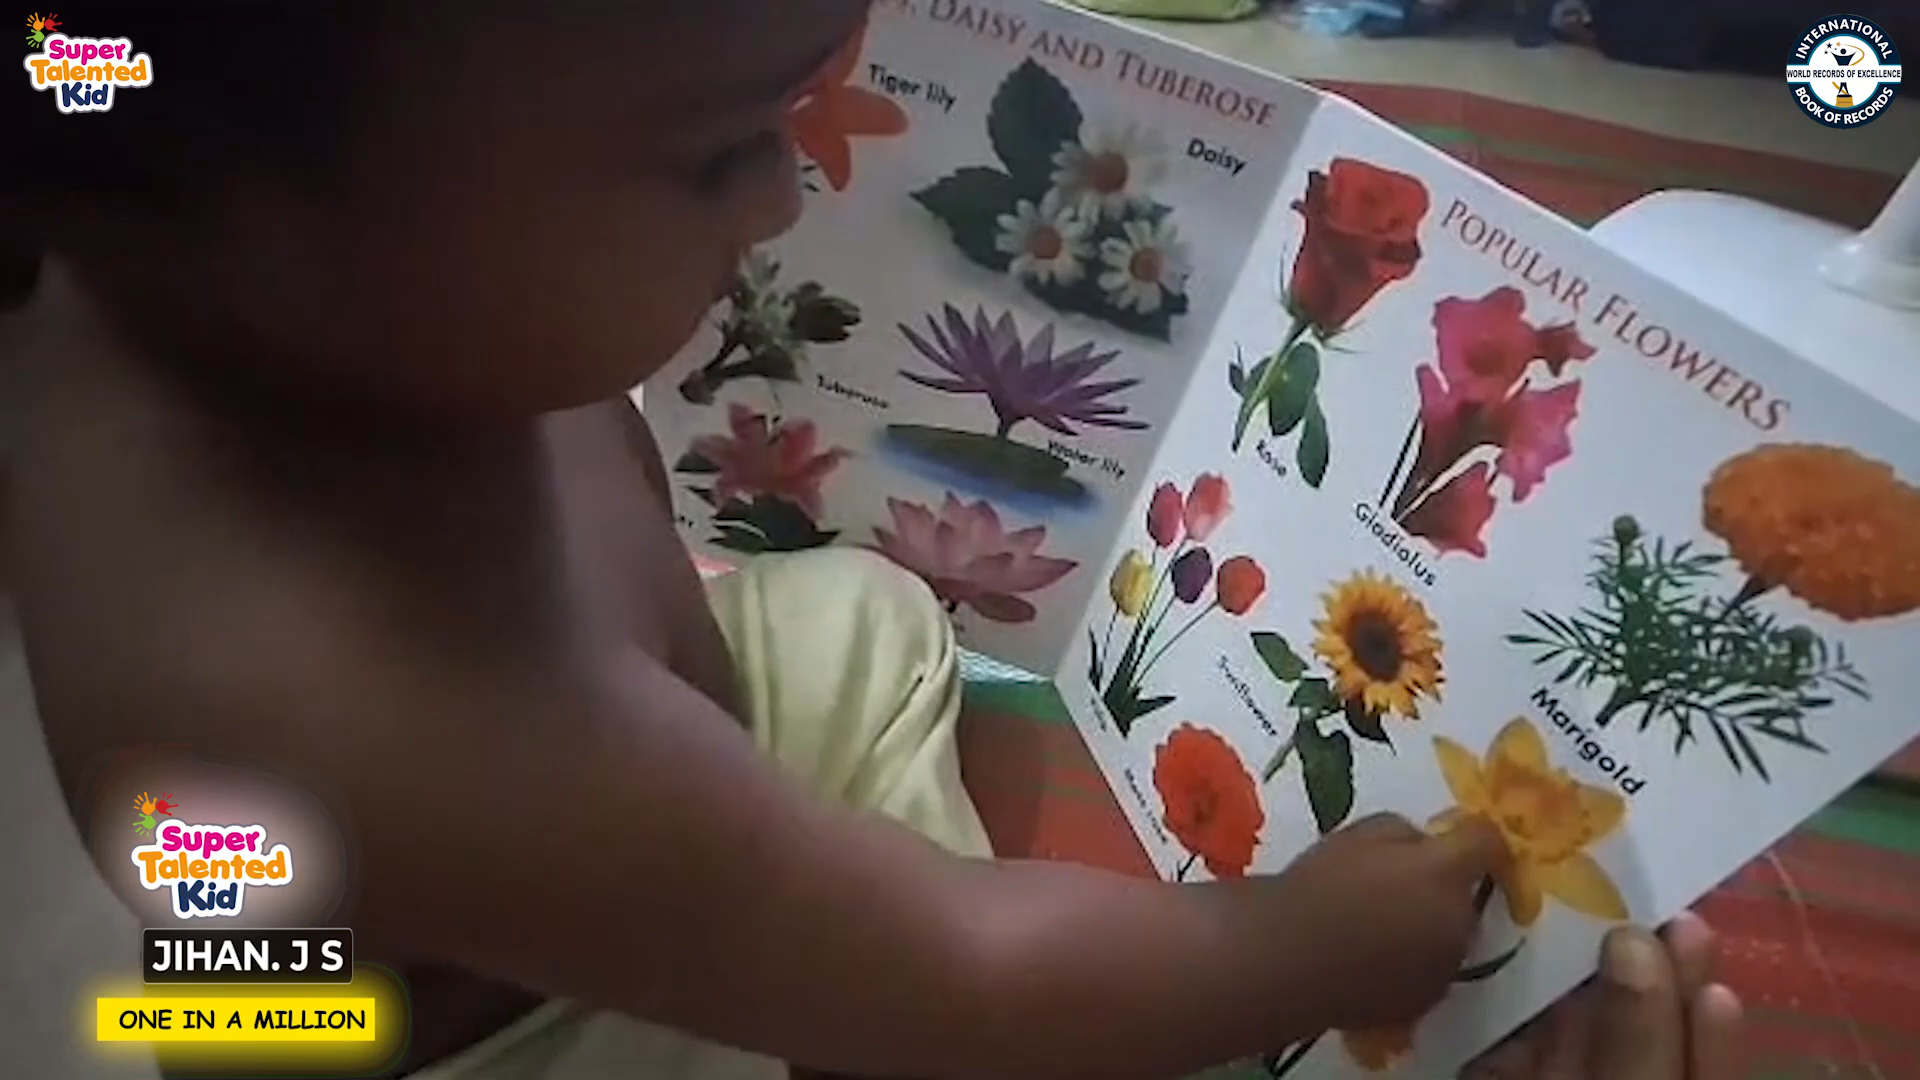 Super
Talented
Kid
INTERNATIONAL
WORLD RECORDS OF EXCELLENCE
BOOK OF RECORDS
DAISY AND TUBEROSE
Tiger lily
Daisy
Tuberose
Water lily
POPULAR FLOWERS
Rose
Gladiolus
Sunflower
Marigold
Super
Talented
Kid
JIHAN. J S
ONE IN A MILLION